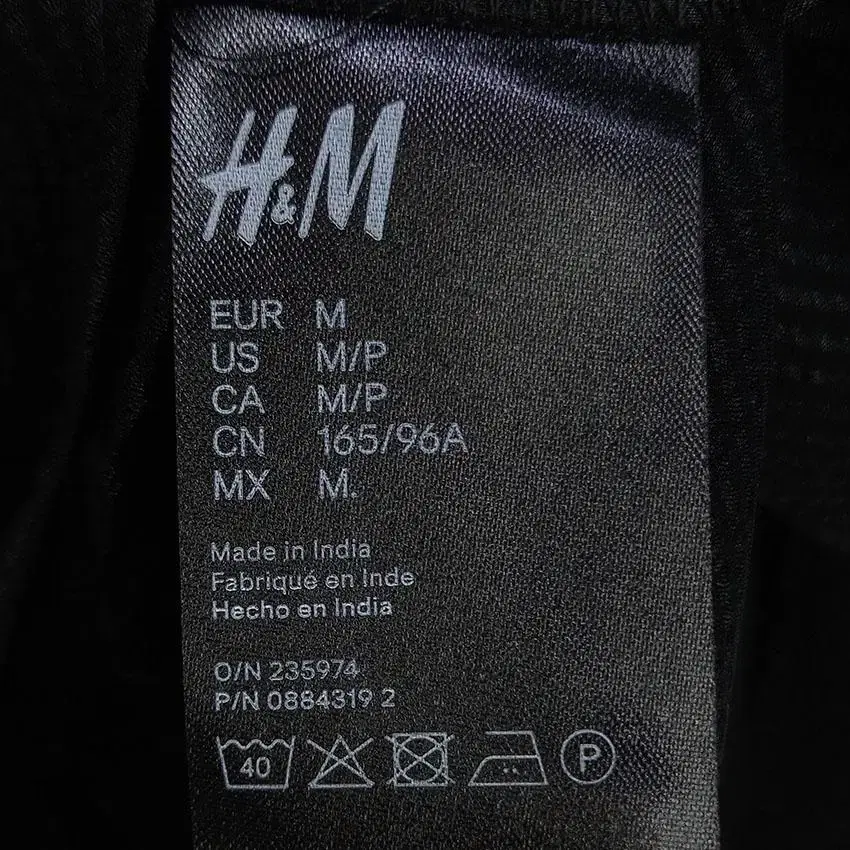 H&M
EUR M
US M/P
CA M/P
CN 165/96A
MX M.
Made in India
Fabriqué en Inde
Hecho en India
O/N 235974
P/N 0884319 2
40
P